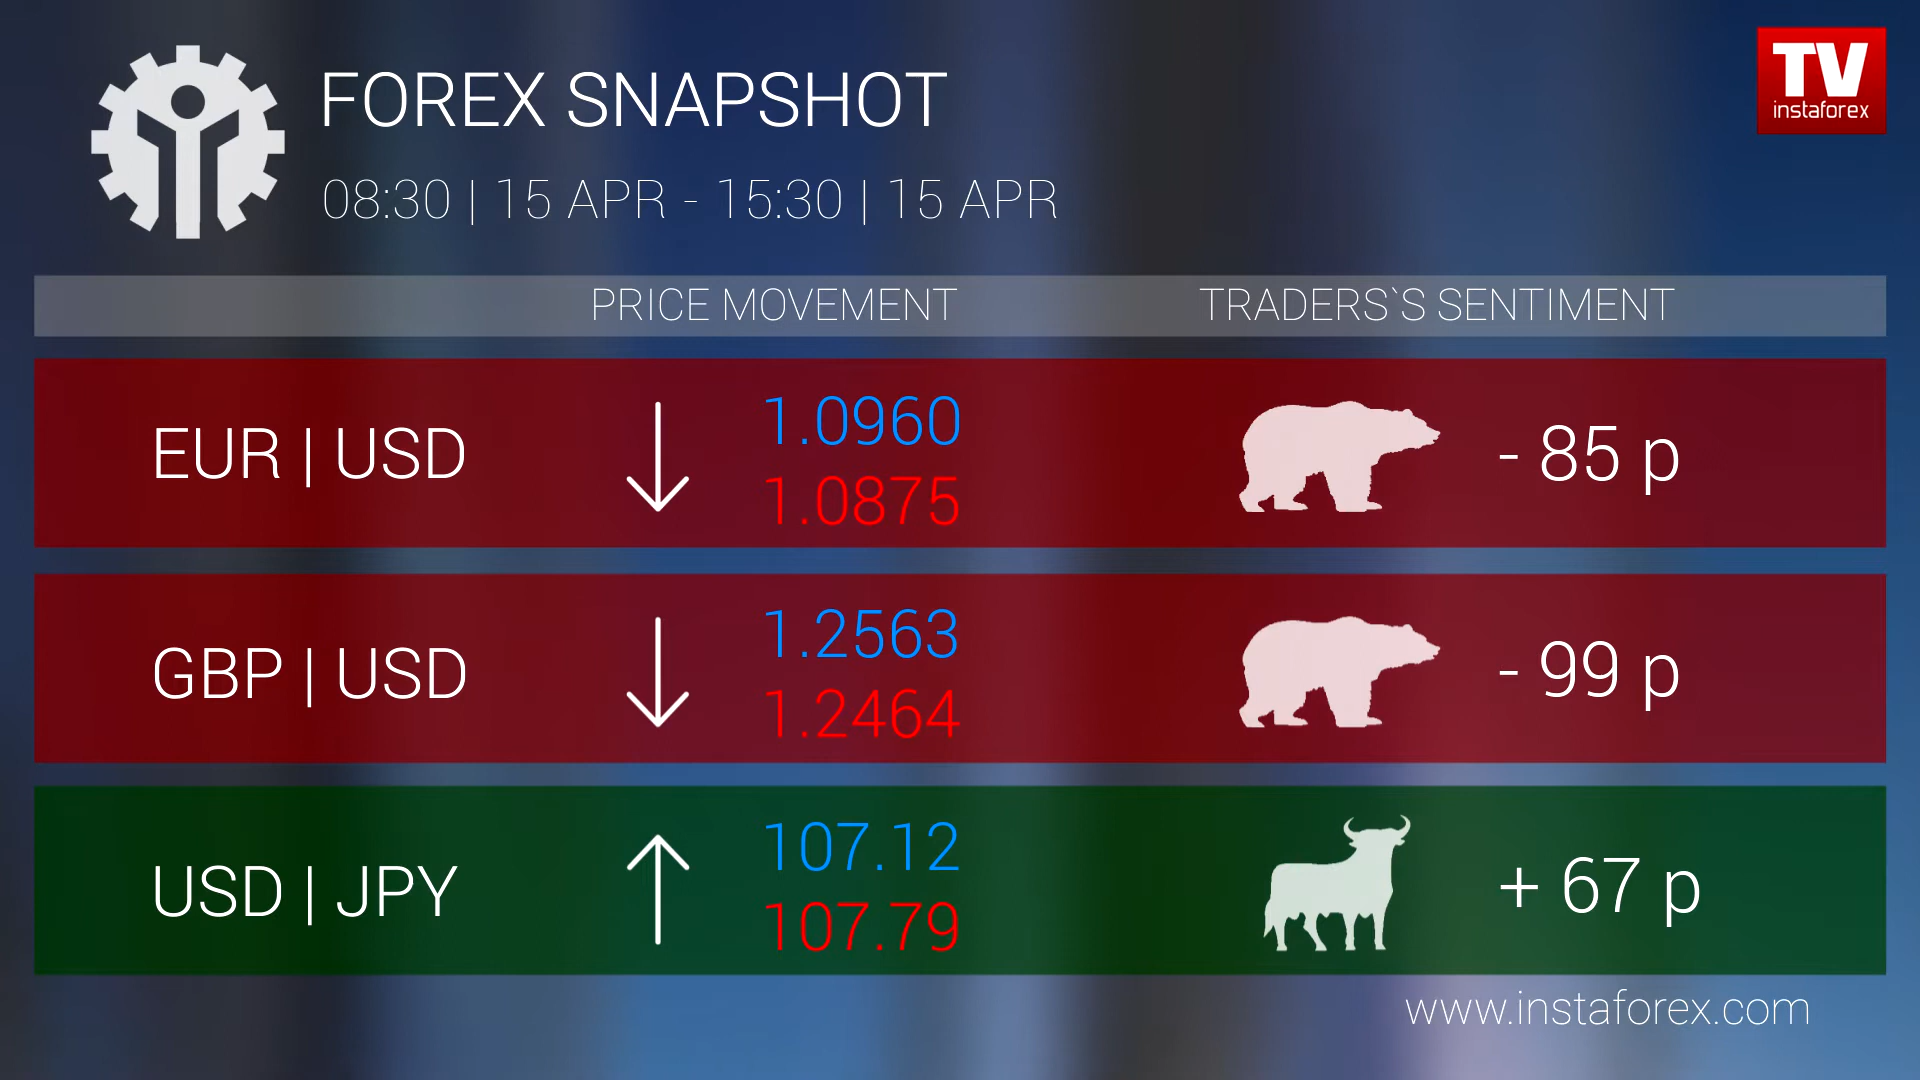 FOREX SNAPSHOT
TV
instaforex
08:30 | 15 APR - 15:30 | 15 APR
PRICE MOVEMENT TRADERS`S SENTIMENT
EUR | USD 1.0960 - 85 p
1.0875
GBP | USD 1.2563 - 99 p
1.2464
USD | JPY 107.12 + 67 p
107.79
www.instaforex.com